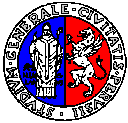 STVDIVM · GENERALE · CIVITATIS · PERVSII